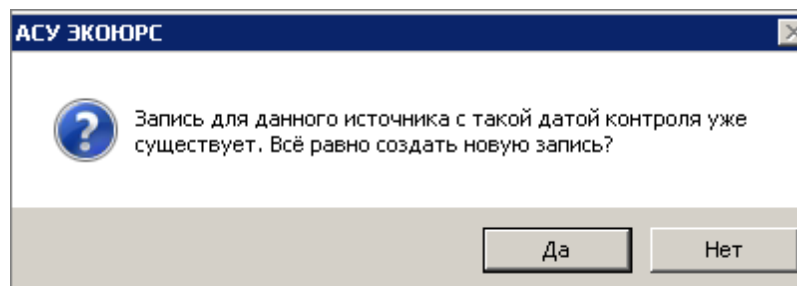 АСУ ЭКОЮРС
Запись для данного источника с такой датой контроля уже
существует. Всё равно создать новую запись?
Да
Нет